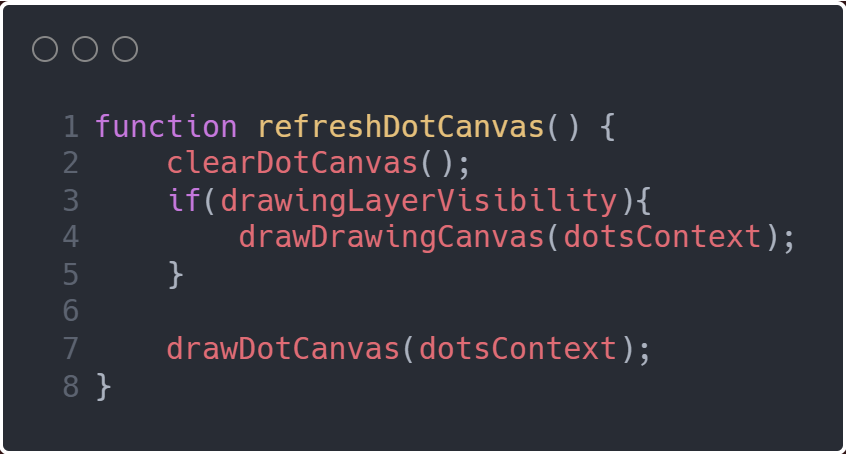 1 function refreshDotCanvas() {
2     clearDotCanvas();
3     if(drawingLayerVisibility){
4         drawDrawingCanvas(dotsContext);
5     }
6
7     drawDotCanvas(dotsContext);
8 }